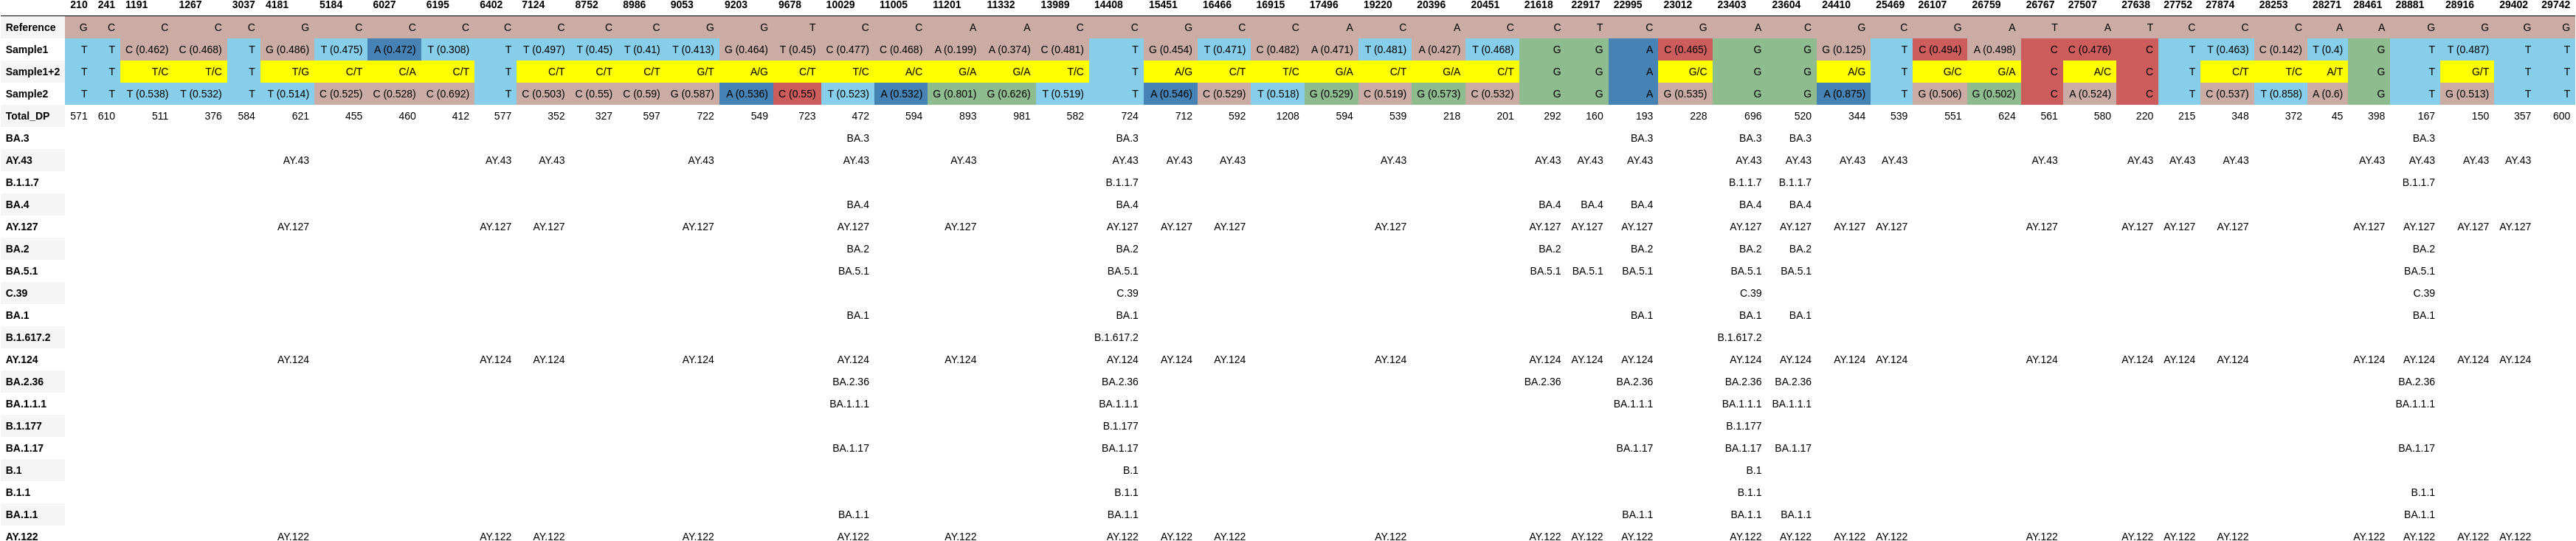 210 241 1191 1267 3037 4181 5184 6027 6195 6402 7124 8752 8986 9053 9203 9678 10029 11005 11201 11332 13989 14408 15451 16466 16915 17496 19220 20396 20451 21618 22917 22995 23012 23403 23604 24410 25469 26107 26759 26767 27507 27638 27752 27874 28253 28271 28461 28881 28916 29402 29742
Reference G C C C C G C C C C C C C G G T C C A A C C G C C A C A C C T C G A C G C G A T A T C C C A A G G G G
Sample1 T T C (0.462) C (0.468) T G (0.486) T (0.475) A (0.472) T (0.308) T T (0.497) T (0.45) T (0.41) T (0.413) G (0.464) T (0.45) C (0.477) C (0.468) A (0.199) A (0.374) C (0.481) T G (0.454) T (0.471) C (0.482) A (0.471) T (0.481) A (0.427) T (0.468) G G A C (0.465) G G G (0.125) T C (0.494) A (0.498) C C (0.476) C T T (0.463) C (0.142) T (0.4) G T T (0.487) T T
Sample1+2 T T T/C T/C T T/G C/T C/A C/T T C/T C/T C/T G/T A/G C/T T/C A/C G/A G/A T/C T A/G C/T T/C G/A C/T G/A C/T G G A G/C G G A/G T G/C G/A C A/C C T C/T T/C A/T G T G/T T T
Sample2 T T T (0.538) T (0.532) T T (0.514) C (0.525) C (0.528) C (0.692) T C (0.503) C (0.55) C (0.59) G (0.587) A (0.536) C (0.55) T (0.523) A (0.532) G (0.801) G (0.626) T (0.519) T A (0.546) C (0.529) T (0.518) G (0.529) C (0.519) G (0.573) C (0.532) G G A G (0.535) G G A (0.875) T G (0.506) G (0.502) C A (0.524) C T C (0.537) T (0.858) A (0.6) G T G (0.513) T T
Total_DP 571 610 511 376 584 621 455 460 412 577 352 327 597 722 549 723 472 594 893 981 582 724 712 592 1208 594 539 218 201 292 160 193 228 696 520 344 539 551 624 561 580 220 215 348 372 45 398 167 150 357 600
BA.3 BA.3 BA.3 BA.3 BA.3 BA.3 BA.3
AY.43 AY.43 AY.43 AY.43 AY.43 AY.43 AY.43 AY.43 AY.43 AY.43 AY.43 AY.43 AY.43 AY.43 AY.43 AY.43 AY.43 AY.43 AY.43 AY.43 AY.43 AY.43 AY.43 AY.43 AY.43 AY.43
B.1.1.7 B.1.1.7 B.1.1.7 B.1.1.7 B.1.1.7
BA.4 BA.4 BA.4 BA.4 BA.4 BA.4 BA.4 BA.4
AY.127 AY.127 AY.127 AY.127 AY.127 AY.127 AY.127 AY.127 AY.127 AY.127 AY.127 AY.127 AY.127 AY.127 AY.127 AY.127 AY.127 AY.127 AY.127 AY.127 AY.127 AY.127 AY.127 AY.127 AY.127 AY.127
BA.2 BA.2 BA.2 BA.2 BA.2 BA.2 BA.2 BA.2
BA.5.1 BA.5.1 BA.5.1 BA.5.1 BA.5.1 BA.5.1 BA.5.1 BA.5.1 BA.5.1
C.39 C.39 C.39 C.39
BA.1 BA.1 BA.1 BA.1 BA.1 BA.1 BA.1
B.1.617.2 B.1.617.2 B.1.617.2
AY.124 AY.124 AY.124 AY.124 AY.124 AY.124 AY.124 AY.124 AY.124 AY.124 AY.124 AY.124 AY.124 AY.124 AY.124 AY.124 AY.124 AY.124 AY.124 AY.124 AY.124 AY.124 AY.124 AY.124 AY.124 AY.124
BA.2.36 BA.2.36 BA.2.36 BA.2.36 BA.2.36 BA.2.36 BA.2.36 BA.2.36
BA.1.1.1 BA.1.1.1 BA.1.1.1 BA.1.1.1 BA.1.1.1 BA.1.1.1 BA.1.1.1
B.1.177 B.1.177 B.1.177
BA.1.17 BA.1.17 BA.1.17 BA.1.17 BA.1.17 BA.1.17 BA.1.17
B.1 B.1 B.1
B.1.1 B.1.1 B.1.1 B.1.1
BA.1.1 BA.1.1 BA.1.1 BA.1.1 BA.1.1 BA.1.1 BA.1.1
AY.122 AY.122 AY.122 AY.122 AY.122 AY.122 AY.122 AY.122 AY.122 AY.122 AY.122 AY.122 AY.122 AY.122 AY.122 AY.122 AY.122 AY.122 AY.122 AY.122 AY.122 AY.122 AY.122 AY.122 AY.122 AY.122